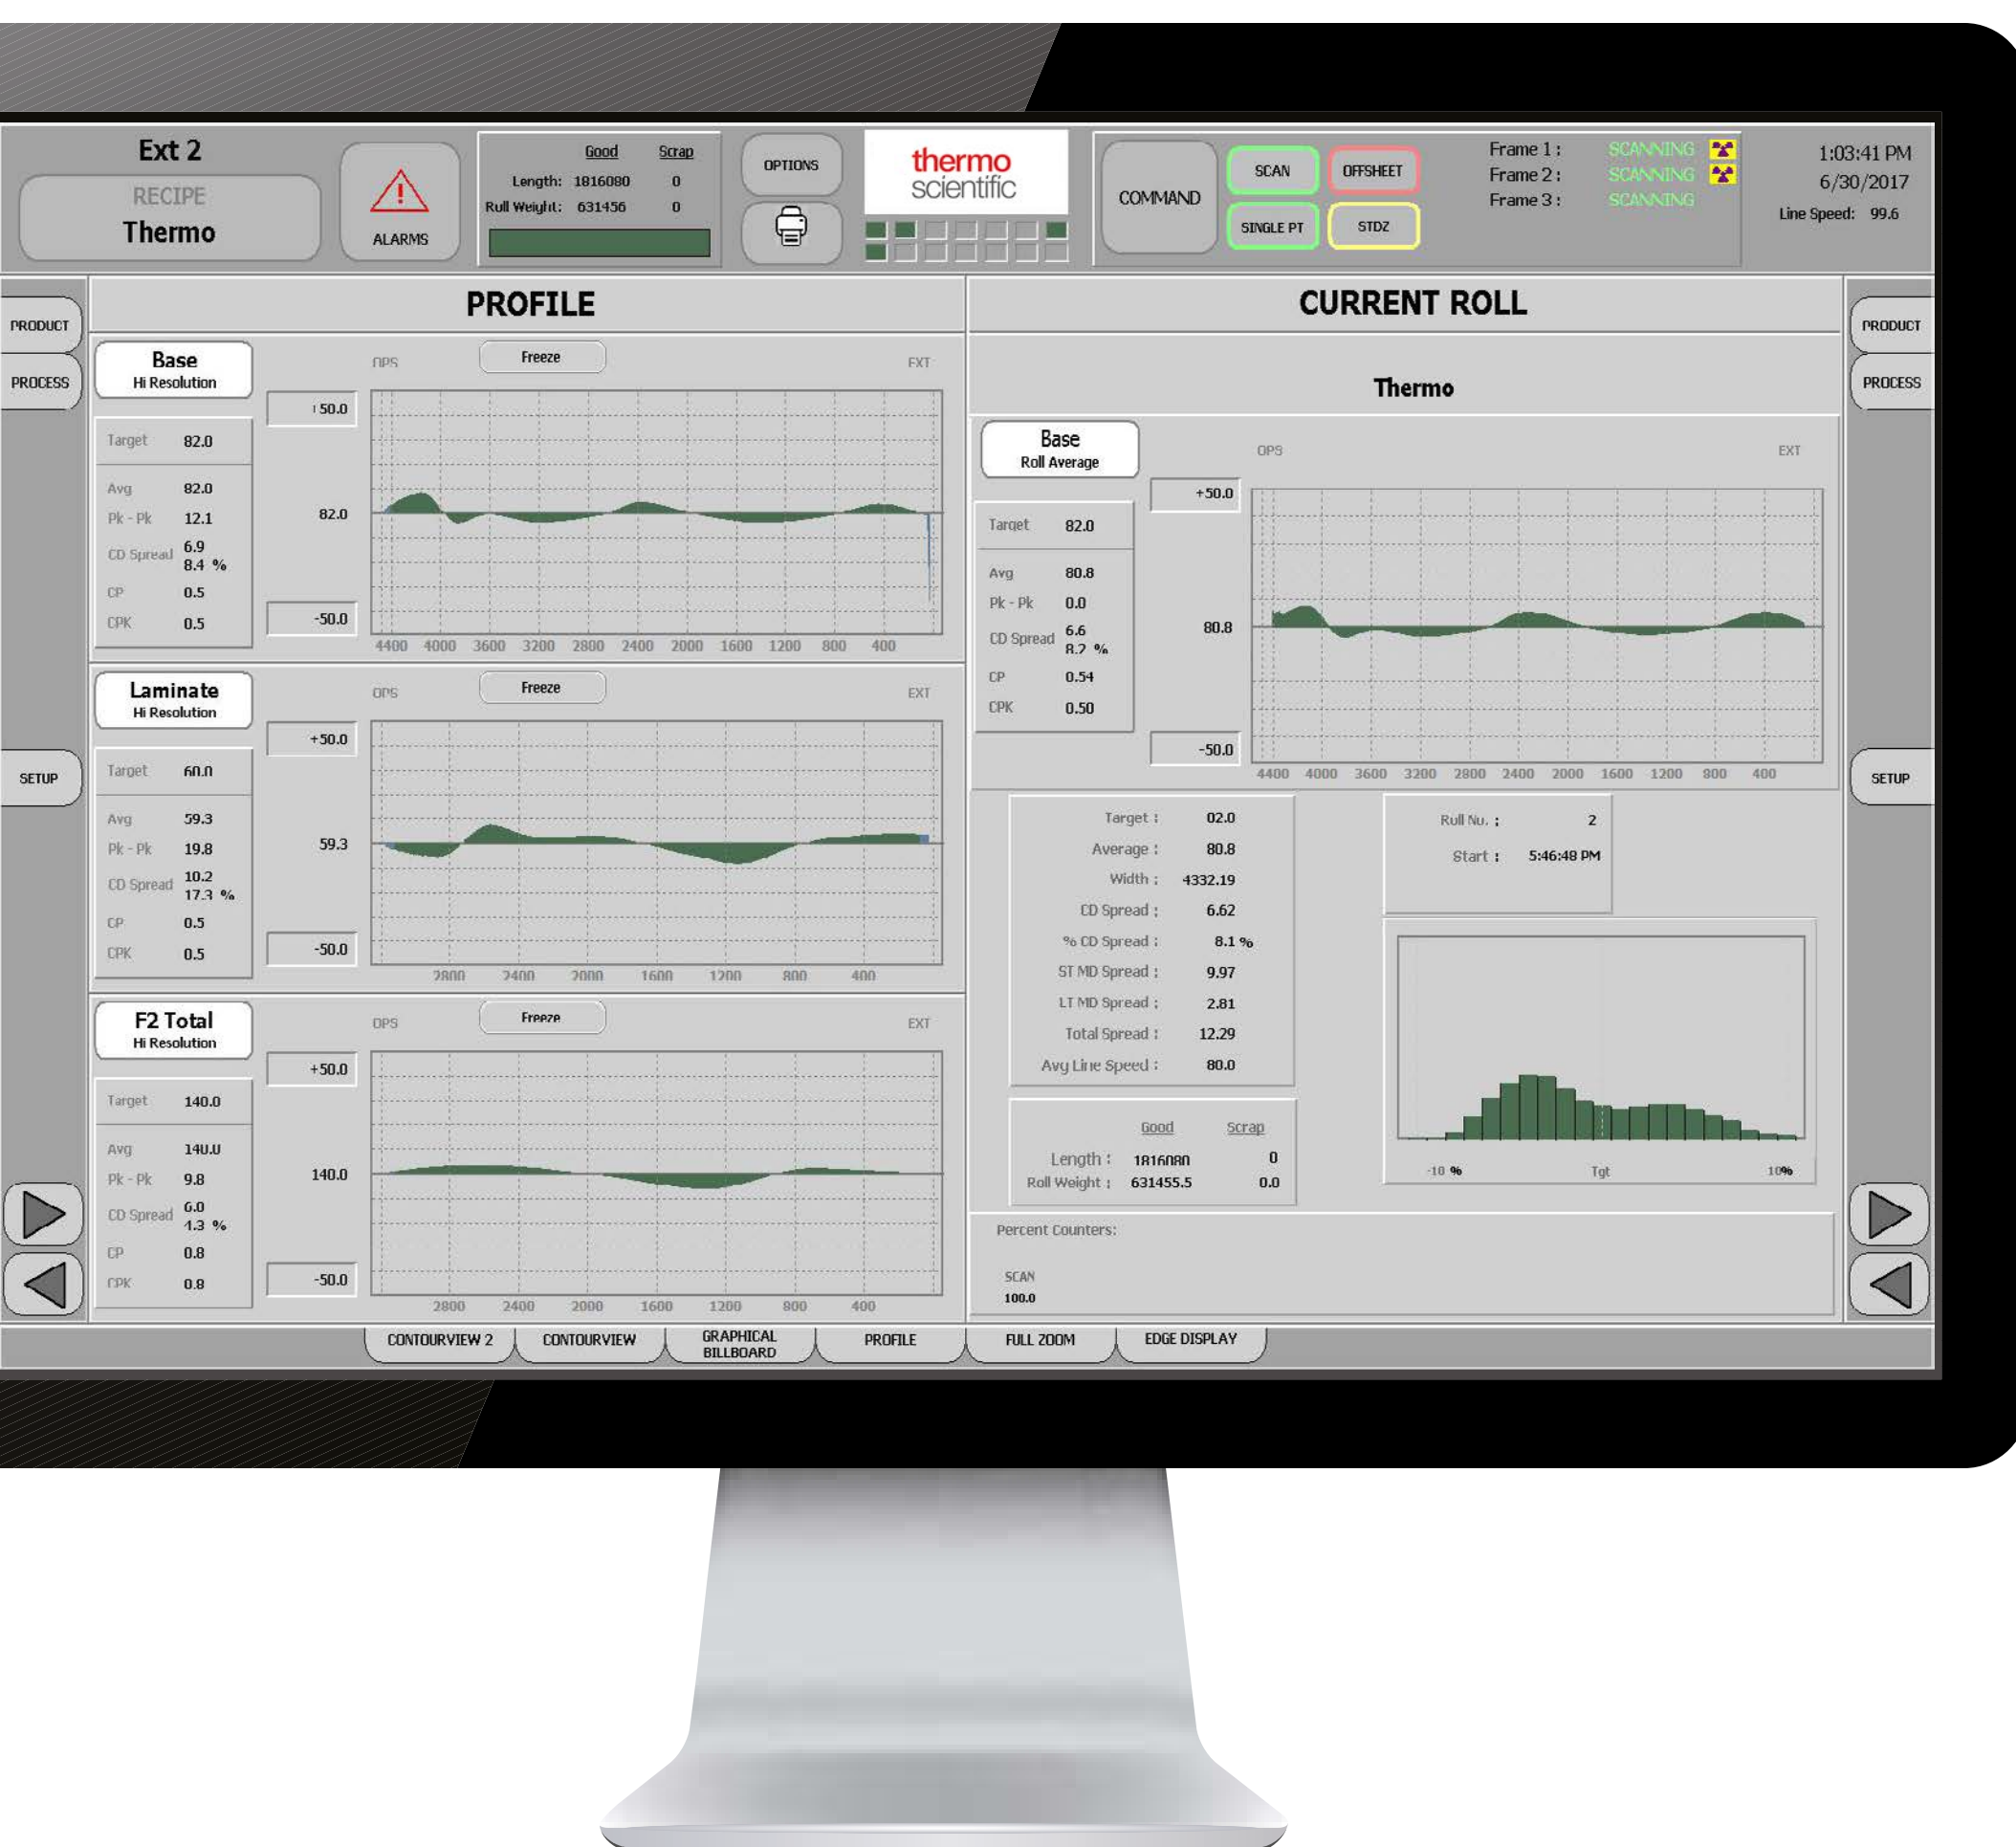 Ext 2
RECIPE
Thermo
ALARMS
Good Scrap
Length: 1816080 0
Roll Weight: 631456 0
OPTIONS
thermo
scientific
COMMAND
SCAN
OFFSHEET
SINGLE PT
STDZ
Frame 1: SCANNING
Frame 2: SCANNING
Frame 3: SCANNING
1:03:41 PM
6/30/2017
Line Speed: 99.6
PRODUCT
PROCESS
SETUP
PROFILE
Base
Hi Resolution
OPS
Freeze
EXT
50.0
Target 82.0
Avg 82.0
Pk - Pk 12.1
CD Spread 6.9
8.4 %
CP 0.5
CPK 0.5
82.0
-50.0
4400 4000 3600 3200 2800 2400 2000 1600 1200 800 400
Laminate
Hi Resolution
OPS
Freeze
EXT
+50.0
Target 60.0
Avg 59.3
Pk - Pk 19.8
CD Spread 10.2
17.3 %
CP 0.5
CPK 0.5
59.3
-50.0
2800 2400 2000 1600 1200 800 400
F2 Total
Hi Resolution
OPS
Freeze
EXT
+50.0
Target 140.0
Avg 140.0
Pk - Pk 9.8
CD Spread 6.0
4.3 %
CP 0.8
CPK 0.8
140.0
-50.0
2800 2400 2000 1600 1200 800 400
CURRENT ROLL
Thermo
Base
Roll Average
OPS
EXT
+50.0
Target 82.0
Avg 80.8
Pk - Pk 0.0
CD Spread 6.6
8.2 %
CP 0.54
CPK 0.50
80.8
-50.0
4400 4000 3600 3200 2800 2400 2000 1600 1200 800 400
Target : 02.0
Average : 80.8
Width : 4332.19
CD Spread : 6.62
% CD Spread : 8.1 %
ST MD Spread : 9.97
LT MD Spread : 2.81
Total Spread : 12.29
Avg Line Speed : 80.0
Roll No. : 2
Start : 5:46:48 PM
Good Scrap
Length : 1816080 0
Roll Weight : 631455.5 0.0
-10 % Tgt 10%
Percent Counters:
SCAN
100.0
PRODUCT
PROCESS
SETUP
CONTOURVIEW 2
CONTOURVIEW
GRAPHICAL
BILLBOARD
PROFILE
FULL ZOOM
EDGE DISPLAY